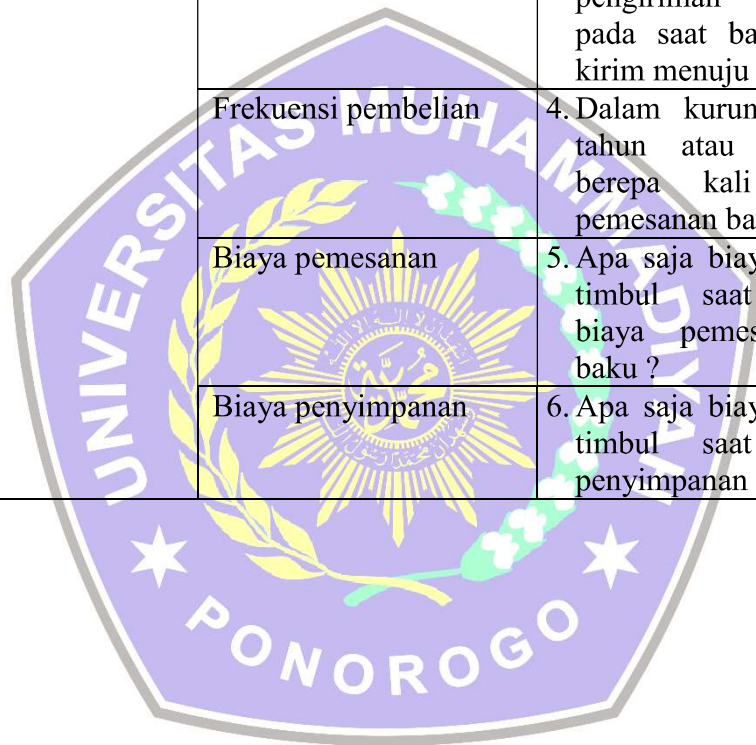 pengiriman
pada saat ba
kirim menuju
Frekuensi pembelian
4. Dalam kurun
tahun atau
berepa kali
pemesanan ba
Biaya pemesanan
5. Apa saja biay
timbul saat
biaya pemes
baku ?
Biaya penyimpanan
6. Apa saja biay
timbul saat
penyimpanan
UNIVERSITAS MUHAMMADIYAH
PONOROGO
محمد